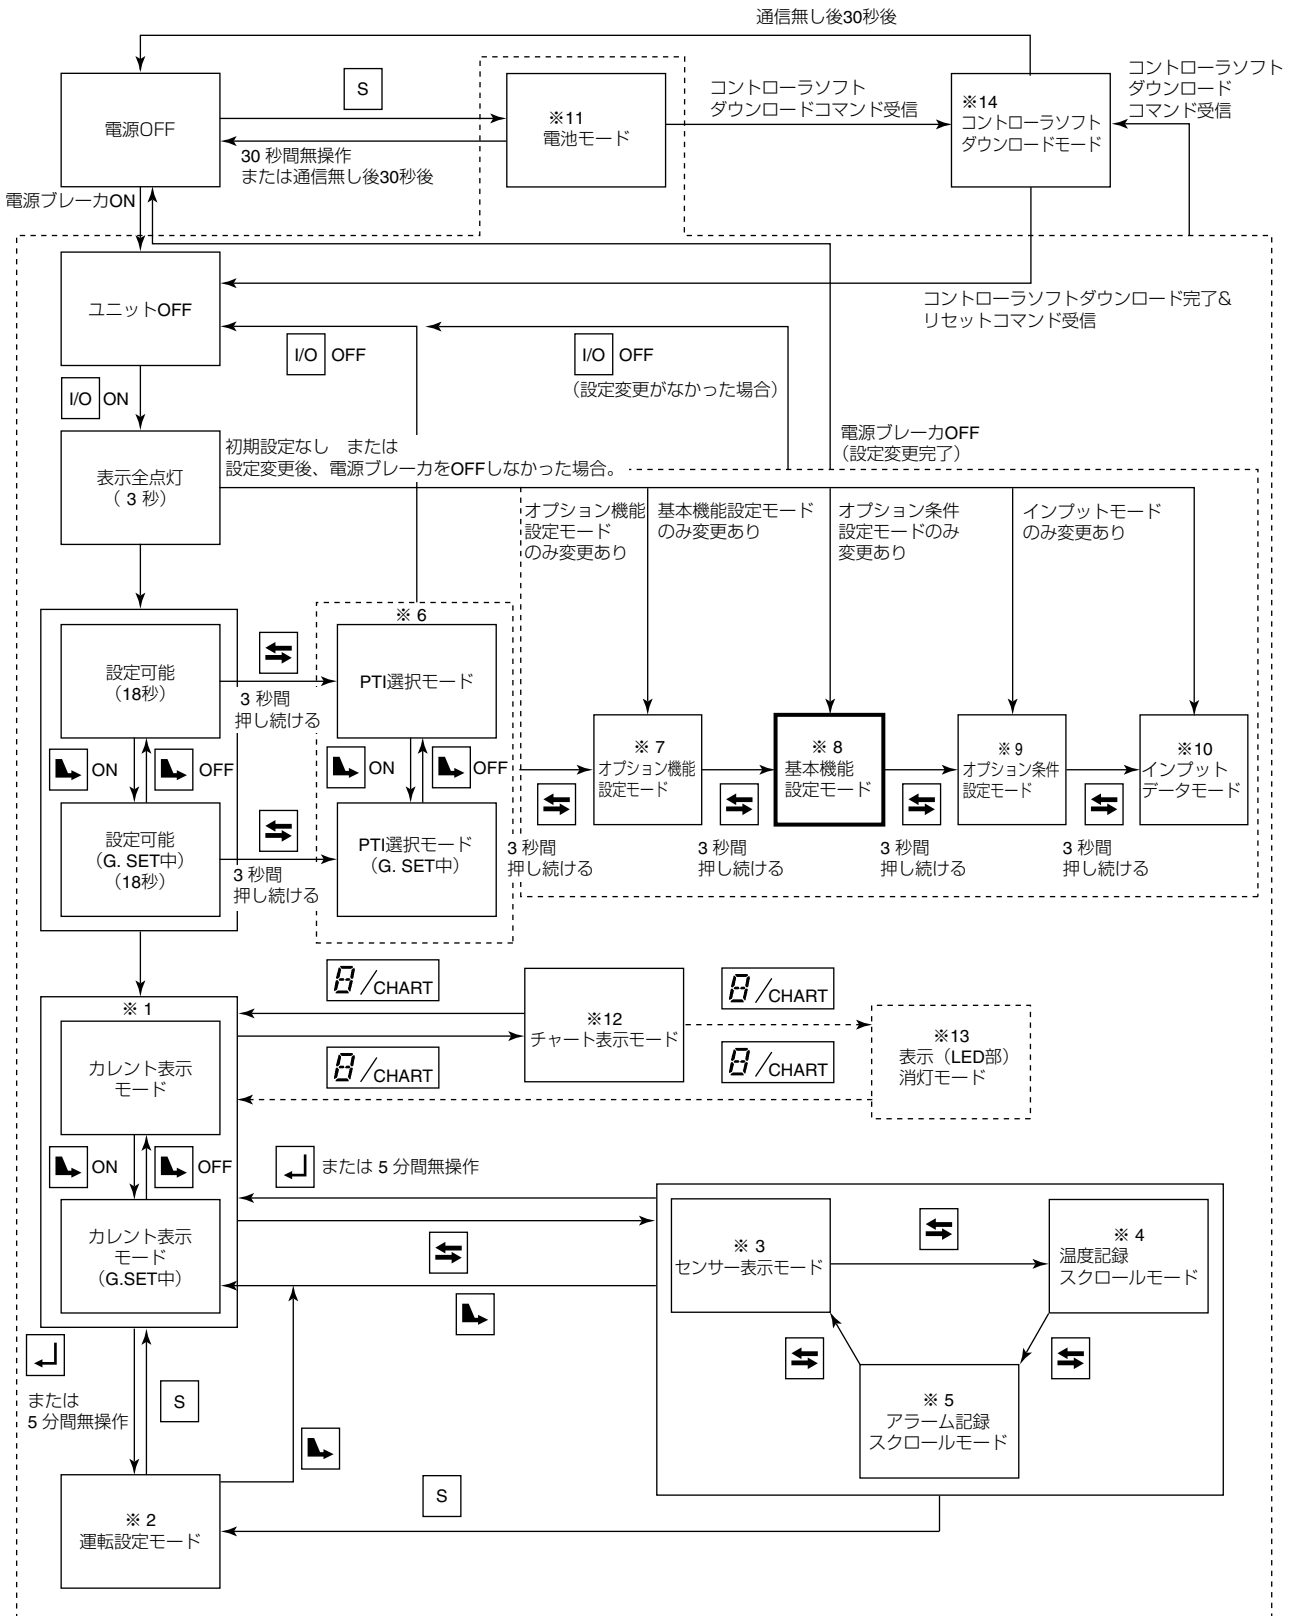 通信無し後30秒後
電源OFF
S
※11
電池モード
コントローラソフト
ダウンロードコマンド受信
※14
コントローラソフト
ダウンロードモード
コントローラソフト
ダウンロード
コマンド受信
30 秒間無操作
または通信無し後30秒後
電源ブレーカON
ユニットOFF
コントローラソフトダウンロード完了&
リセットコマンド受信
I/O OFF
I/O OFF
（設定変更がなかった場合）
I/O ON
表示全点灯
（ 3 秒）
初期設定なし　または
設定変更後、電源ブレーカをOFFしなかった場合。
電源ブレーカOFF
（設定変更完了）
オプション機能
設定モード
のみ変更あり
基本機能設定モード
のみ変更あり
オプション条件
設定モードのみ
変更あり
インプットモード
のみ変更あり
設定可能
（18秒）
3 秒間
押し続ける
※ 6
PTI選択モード
ON
OFF
ON
OFF
設定可能
（G. SET中）
（18秒）
3 秒間
押し続ける
PTI選択モード
（G. SET中）
※ 7
オプション機能
設定モード
※ 8
基本機能
設定モード
※ 9
オプション条件
設定モード
※10
インプット
データモード
3 秒間
押し続ける
3 秒間
押し続ける
3 秒間
押し続ける
3 秒間
押し続ける
※ 1
カレント表示
モード
8/CHART
8/CHART
※12
チャート表示モード
8/CHART
8/CHART
※13
表示（LED部）
消灯モード
ON
OFF
または 5 分間無操作
カレント表示
モード
（G.SET中）
※ 3
センサー表示モード
※ 4
温度記録
スクロールモード
※ 5
アラーム記録
スクロールモード
または
5 分間無操作
S
S
※ 2
運転設定モード